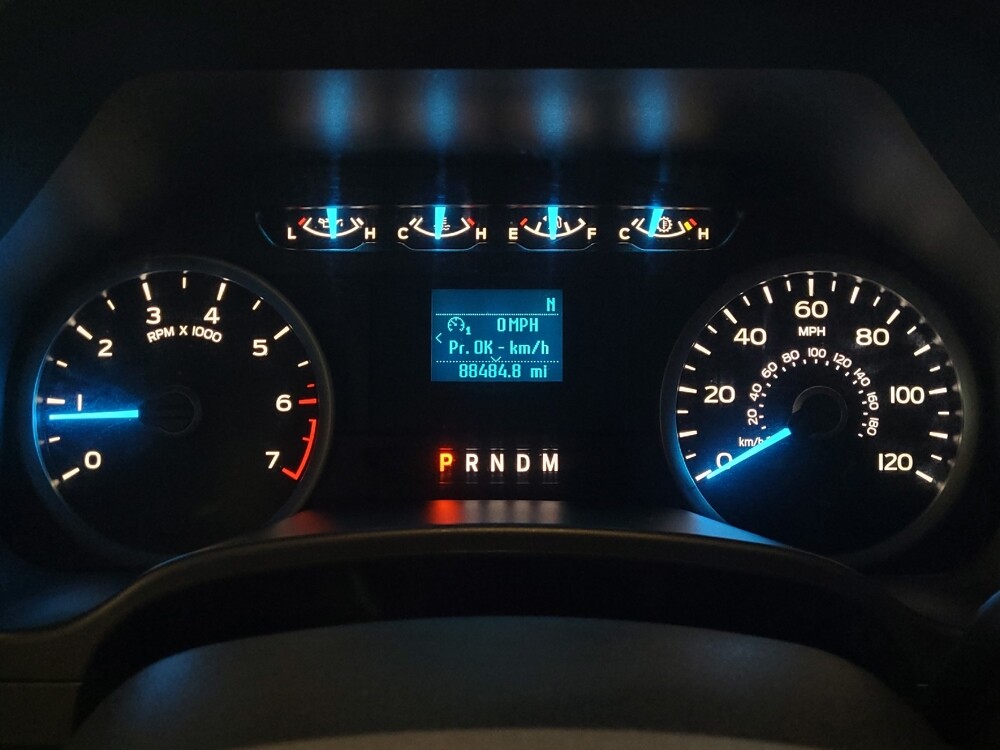 L H
C H
E F
C H
0 1 2 3 4 5 6 7
RPM X 1000
N
0 MPH
1
< Pr. OK - km/h
88484.8 mi
P R N D M
0 20 40 60 80 100 120
MPH
20 40 60 80 100 120 140 160 180
km/h